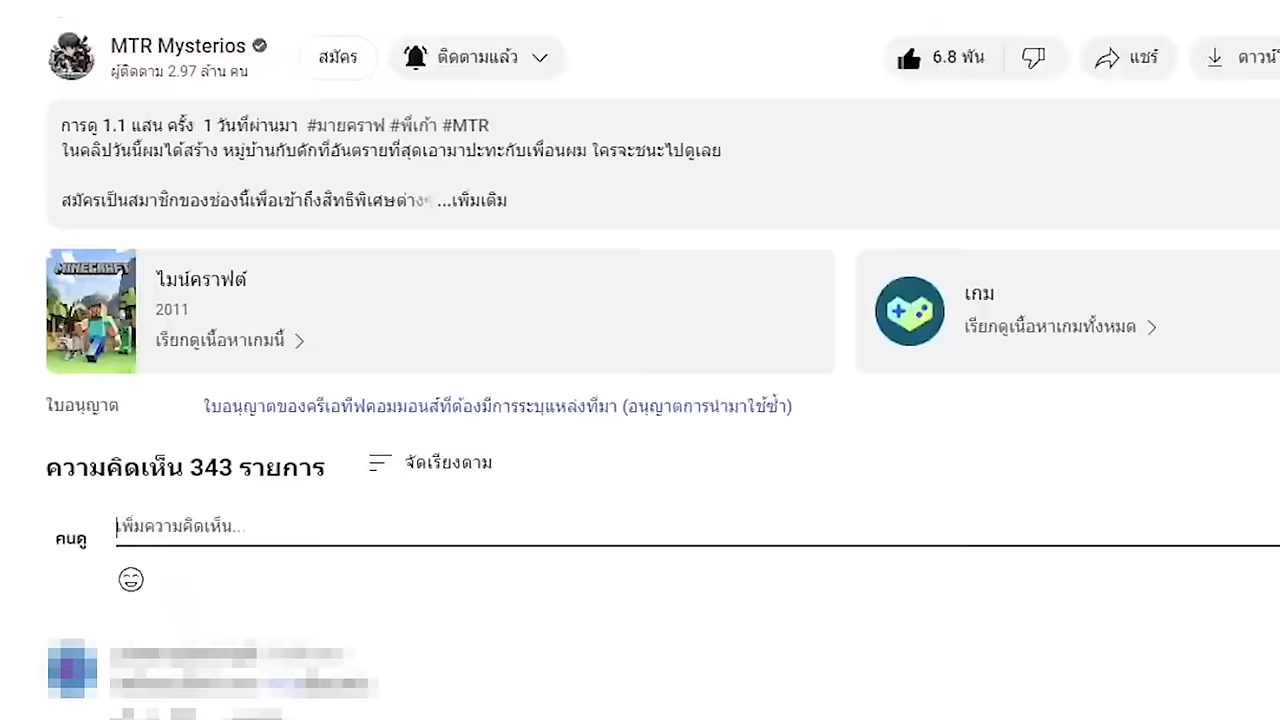 MTR Mysterios
ผู้ติดตาม 2.97 ล้าน คน
สมัคร
ติดตามแล้ว
6.8 พัน
แชร์
ดาวน์
การดู 1.1 แสน ครั้ง 1 วันที่ผ่านมา #มายคราฟ #พี่เก้า #MTR
ในคลิปวันนี้ผมได้สร้าง หมู่บ้านกับดักที่อันตรายที่สุดเอามาปะทะกับเพื่อนผม ใครจะชนะไปดูเลย
สมัครเป็นสมาชิกของช่องนี้เพื่อเข้าถึงสิทธิพิเศษต่างๆ ...เพิ่มเติม
MINECRAFT
ไมน์คราฟต์
2011
เรียกดูเนื้อหาเกมนี้
เกม
เรียกดูเนื้อหาเกมทั้งหมด
ใบอนุญาต
ใบอนุญาตของครีเอทีฟคอมมอนส์ที่ต้องมีการระบุแหล่งที่มา (อนุญาตการนำมาใช้ซ้ำ)
ความคิดเห็น 343 รายการ
จัดเรียงตาม
คนดู
เพิ่มความคิดเห็น...